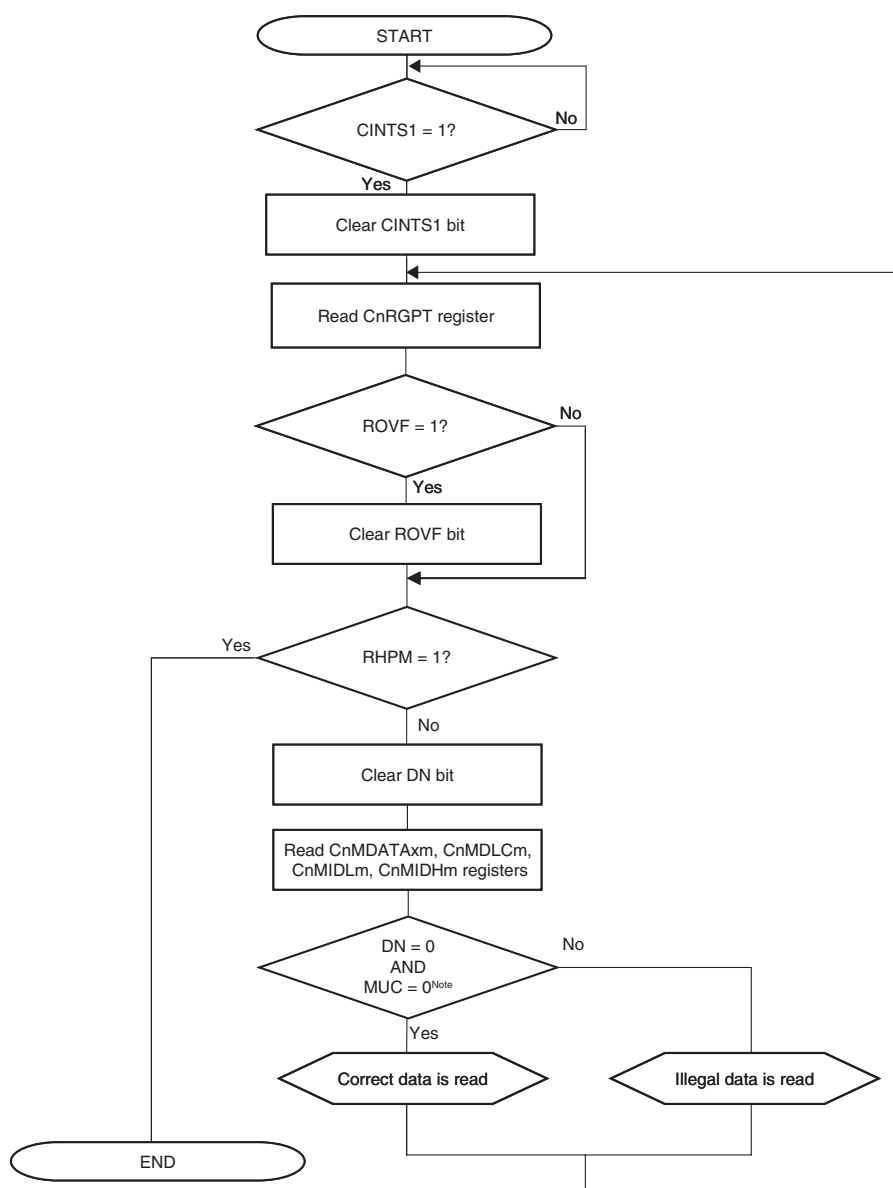 START
CINTS1 = 1?
No
Yes
Clear CINTS1 bit
Read CnRGPT register
ROVF = 1?
No
Yes
Clear ROVF bit
Yes
RHPM = 1?
No
Clear DN bit
Read CnMDATAxm, CnMDLCm,
CnMIDLm, CnMIDHm registers
DN = 0
AND
MUC = 0Note
No
Yes
Correct data is read
Illegal data is read
END